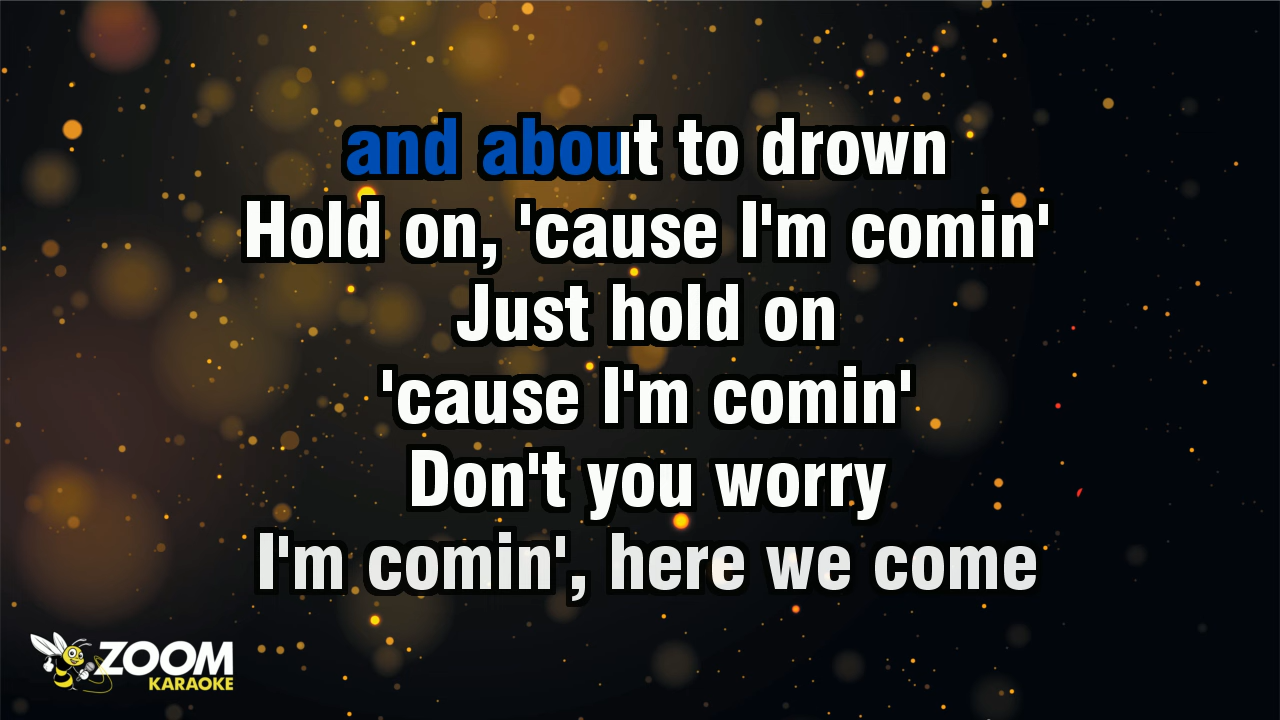 and about to drown
Hold on, 'cause I'm comin'
Just hold on
'cause I'm comin'
Don't you worry
I'm comin', here we come
ZOOM
KARAOKE